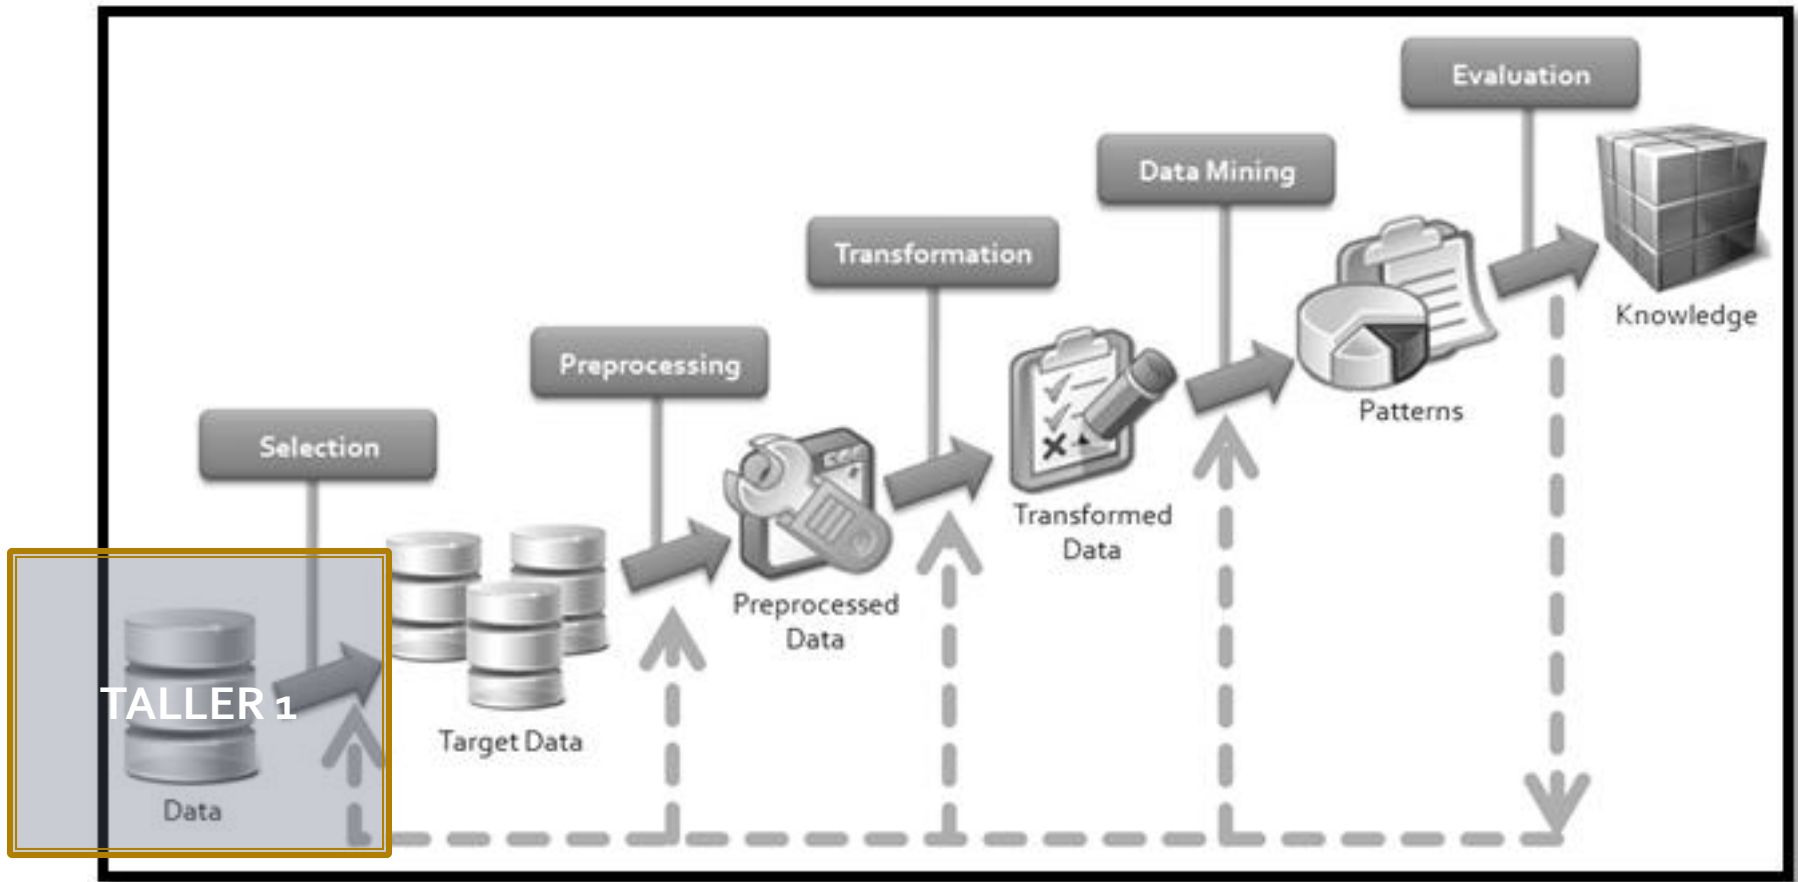 Evaluation
Data Mining
Knowledge
Transformation
Patterns
Preprocessing
Selection
Transformed
Data
Preprocessed
Data
TALLER 1
Target Data
Data